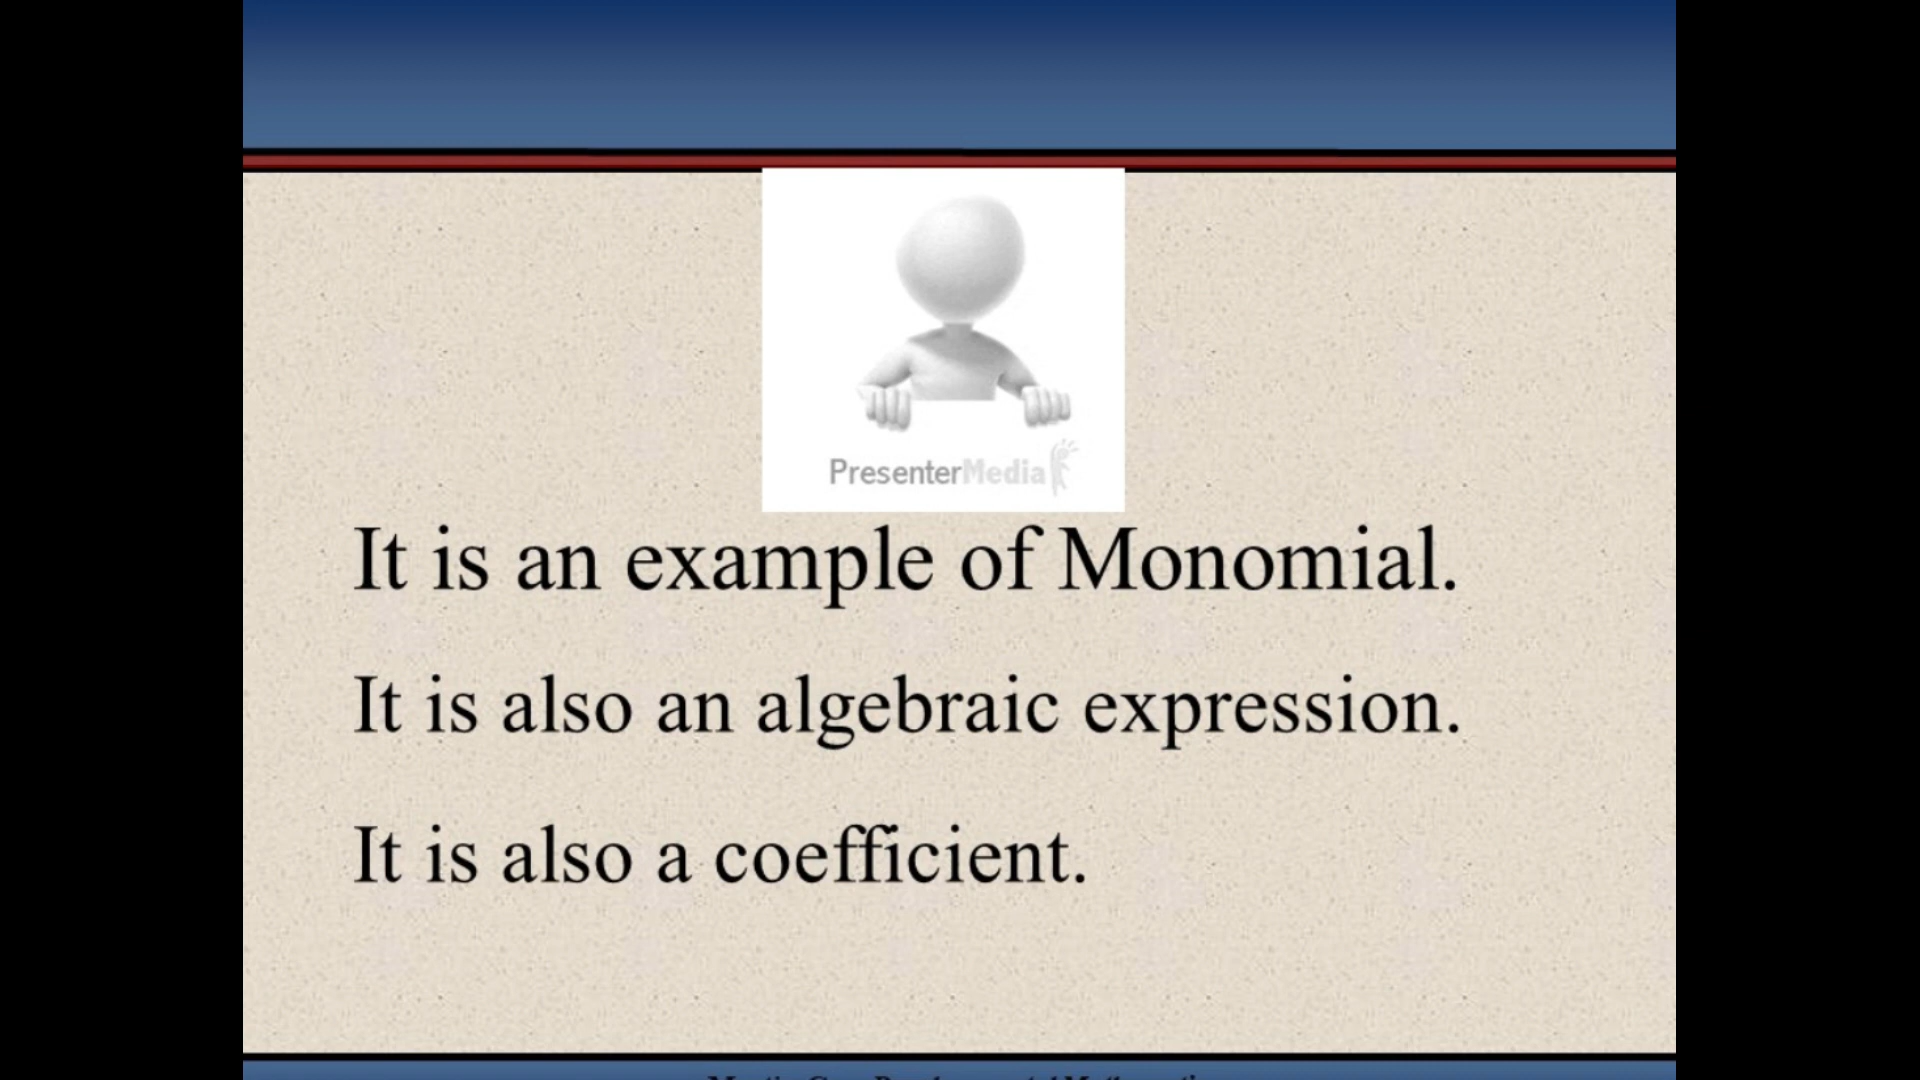 PresenterMedia
It is an example of Monomial.
It is also an algebraic expression.
It is also a coefficient.